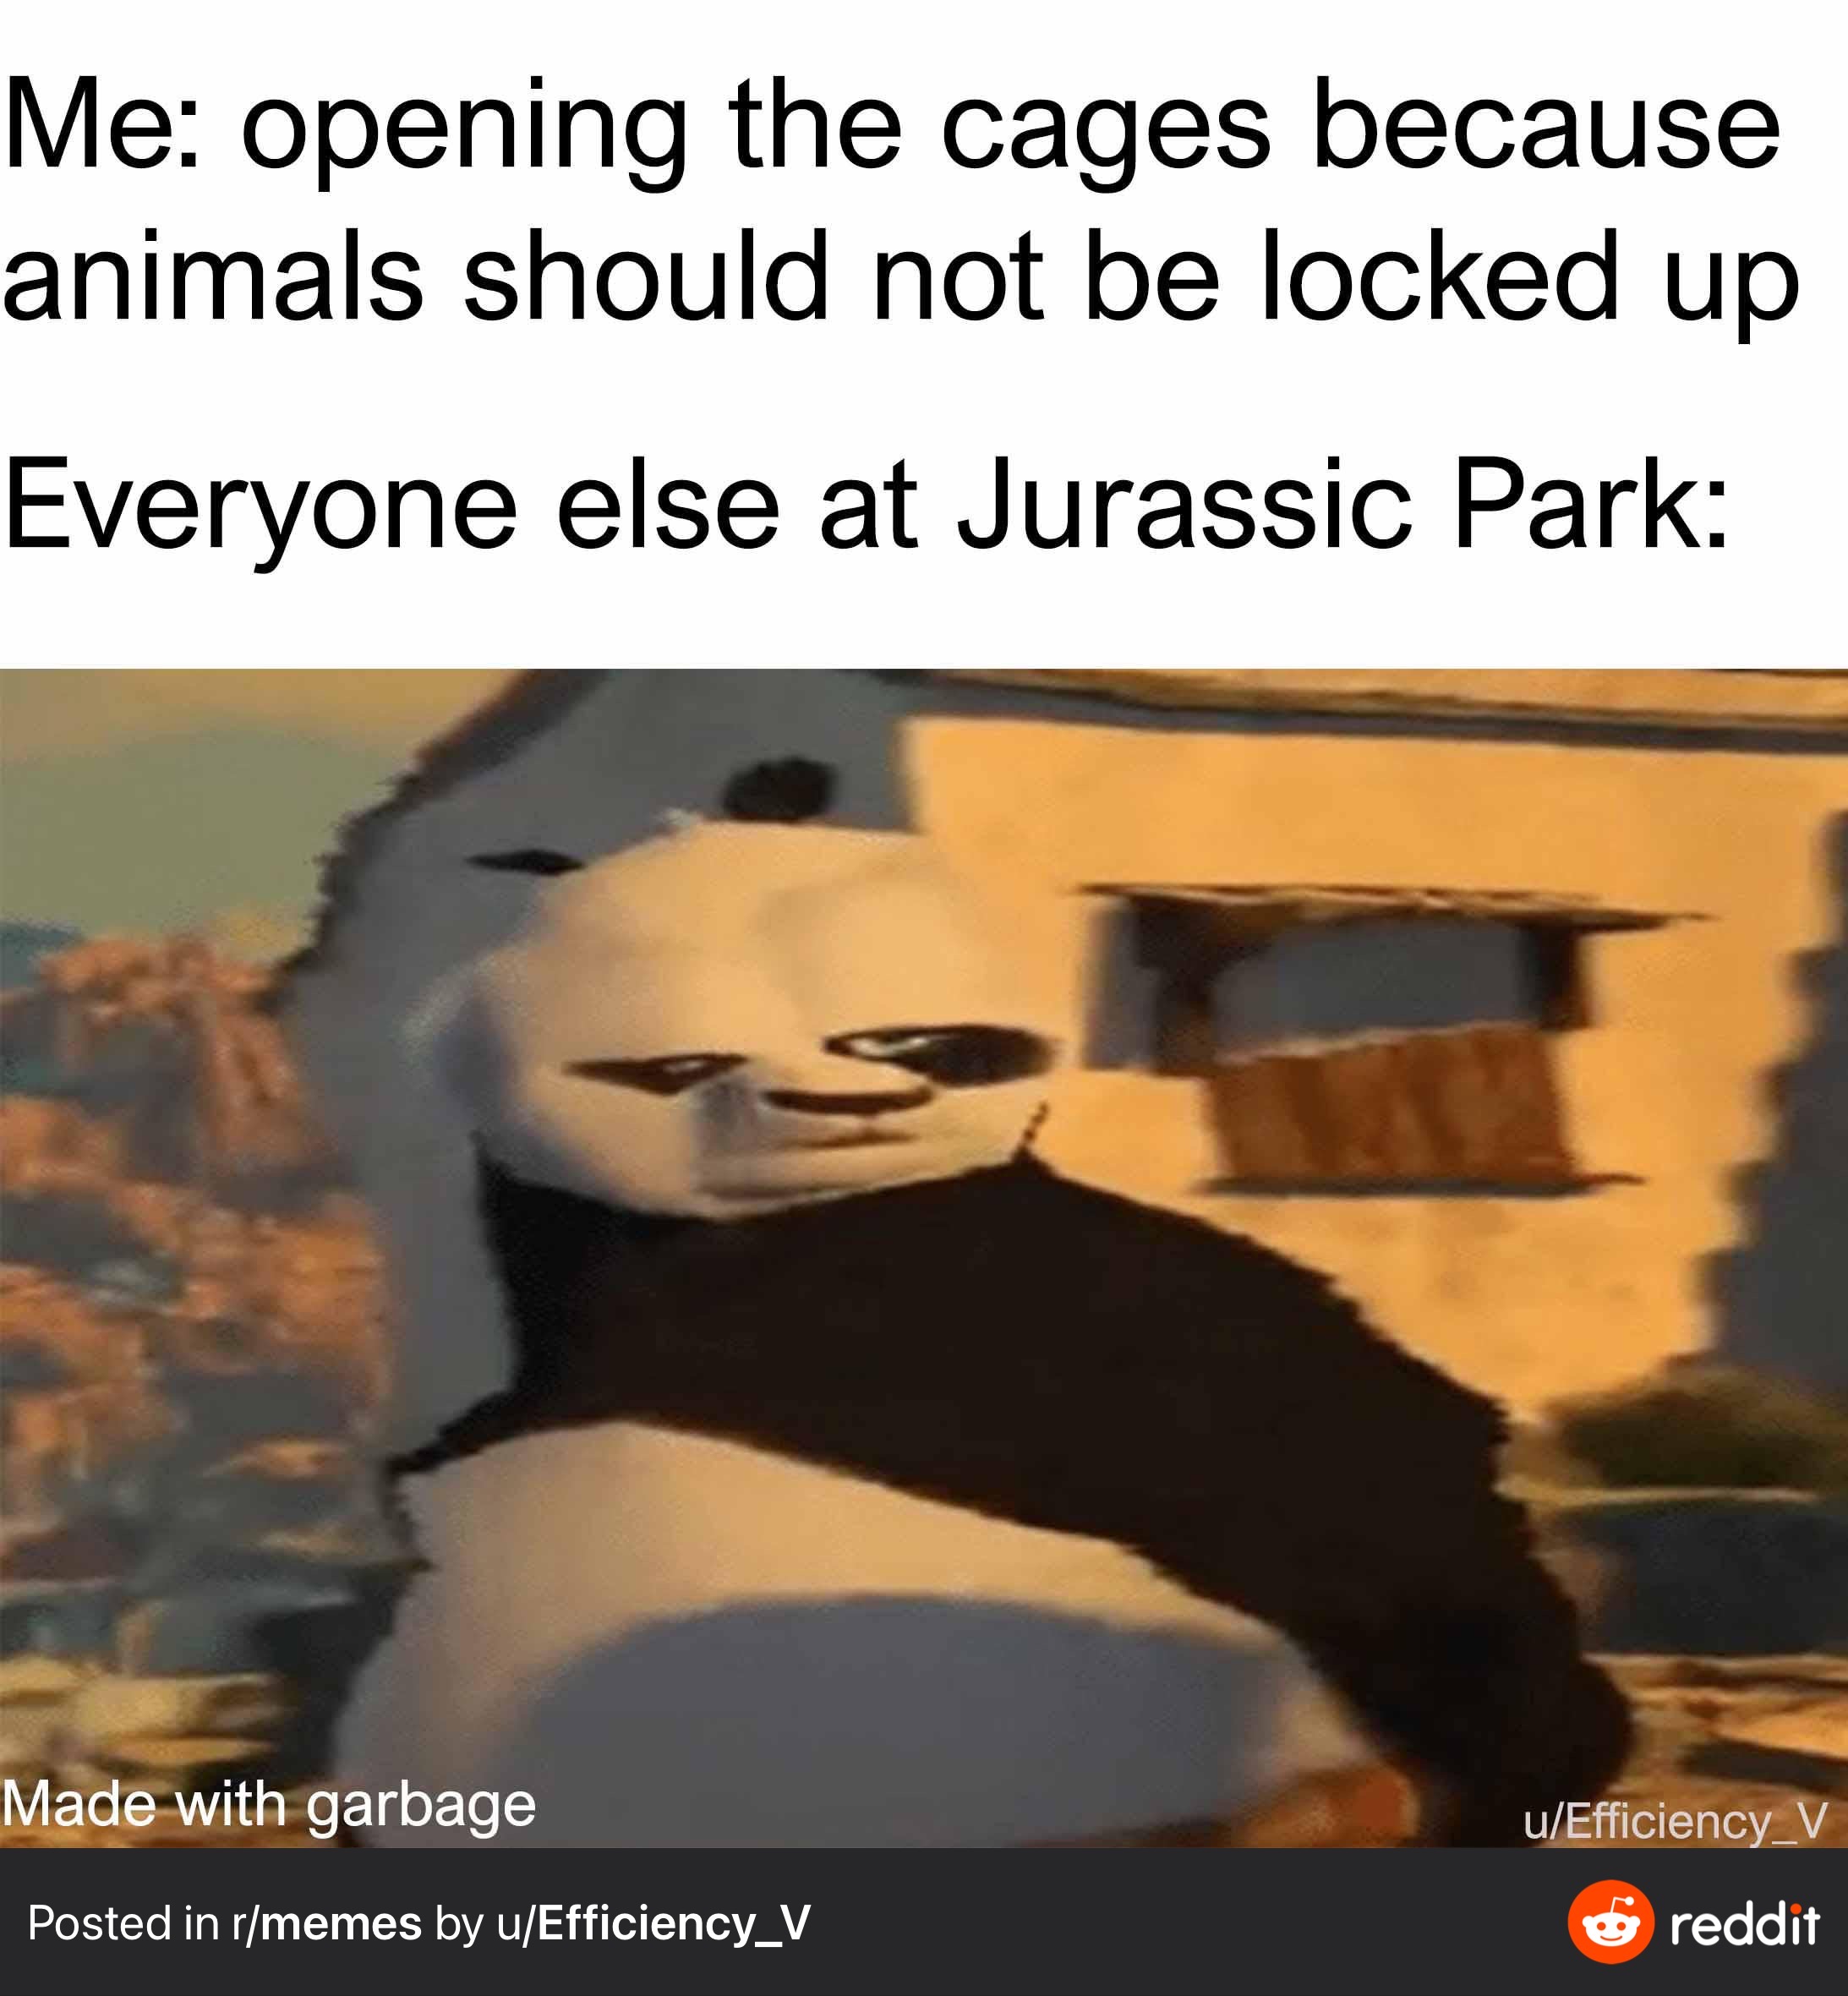 Me: opening the cages because
animals should not be locked up
Everyone else at Jurassic Park:
Made with garbage
u/Efficiency_V
Posted in r/memes by u/Efficiency_V
reddit